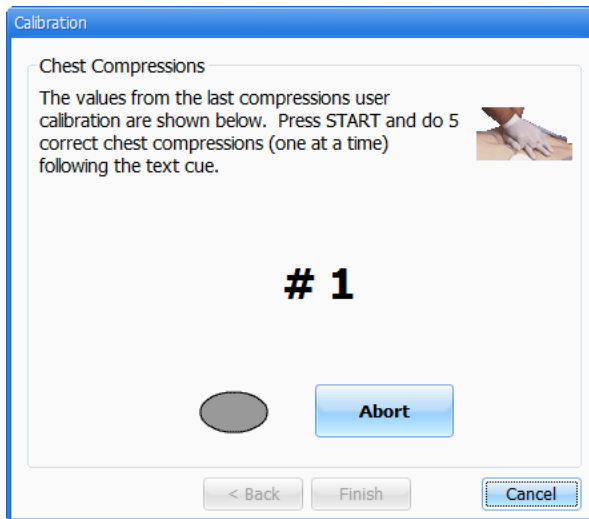 Calibration
Chest Compressions
The values from the last compressions user
calibration are shown below. Press START and do 5
correct chest compressions (one at a time)
following the text cue.
# 1
Abort
< Back
Finish
Cancel